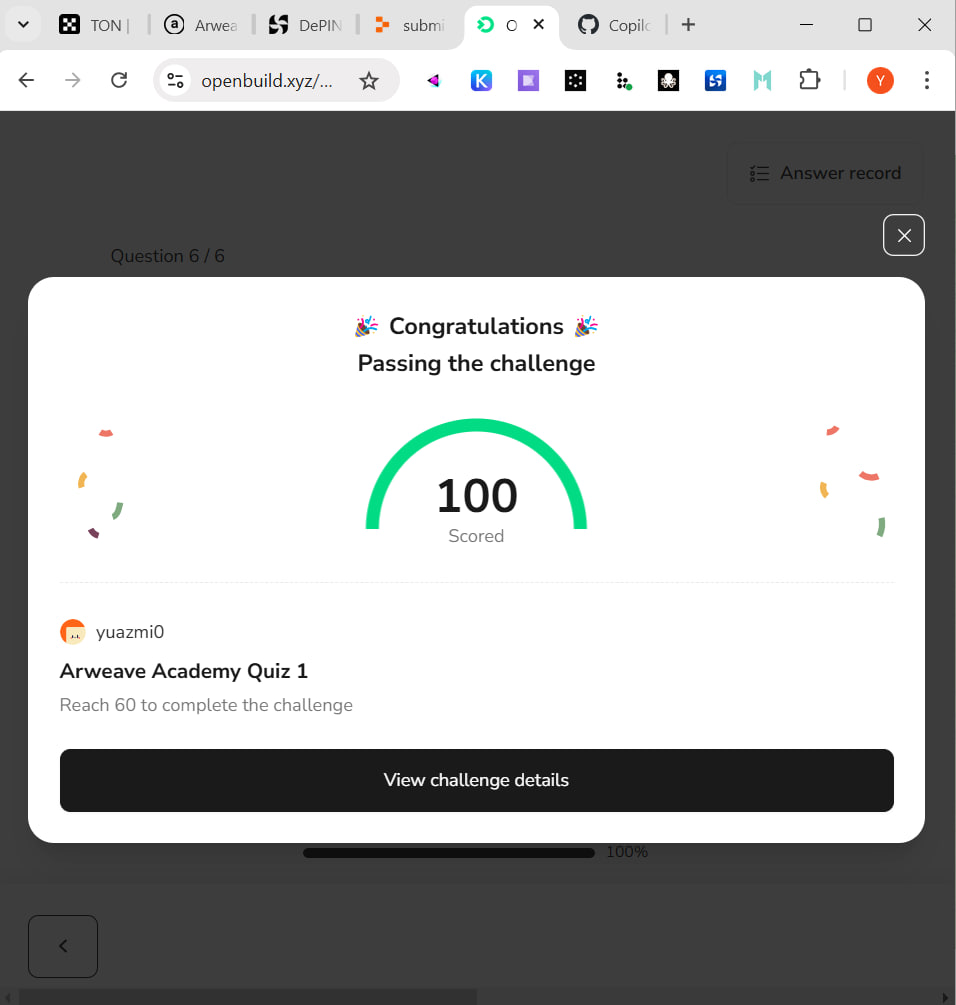 TON |
Arwea
DePIN
submi
O
Copilo
openbuild.xyz/...
K
Y
Answer record
Question 6 / 6
Congratulations
Passing the challenge
100
Scored
yuazmi0
Arweave Academy Quiz 1
Reach 60 to complete the challenge
View challenge details
100%